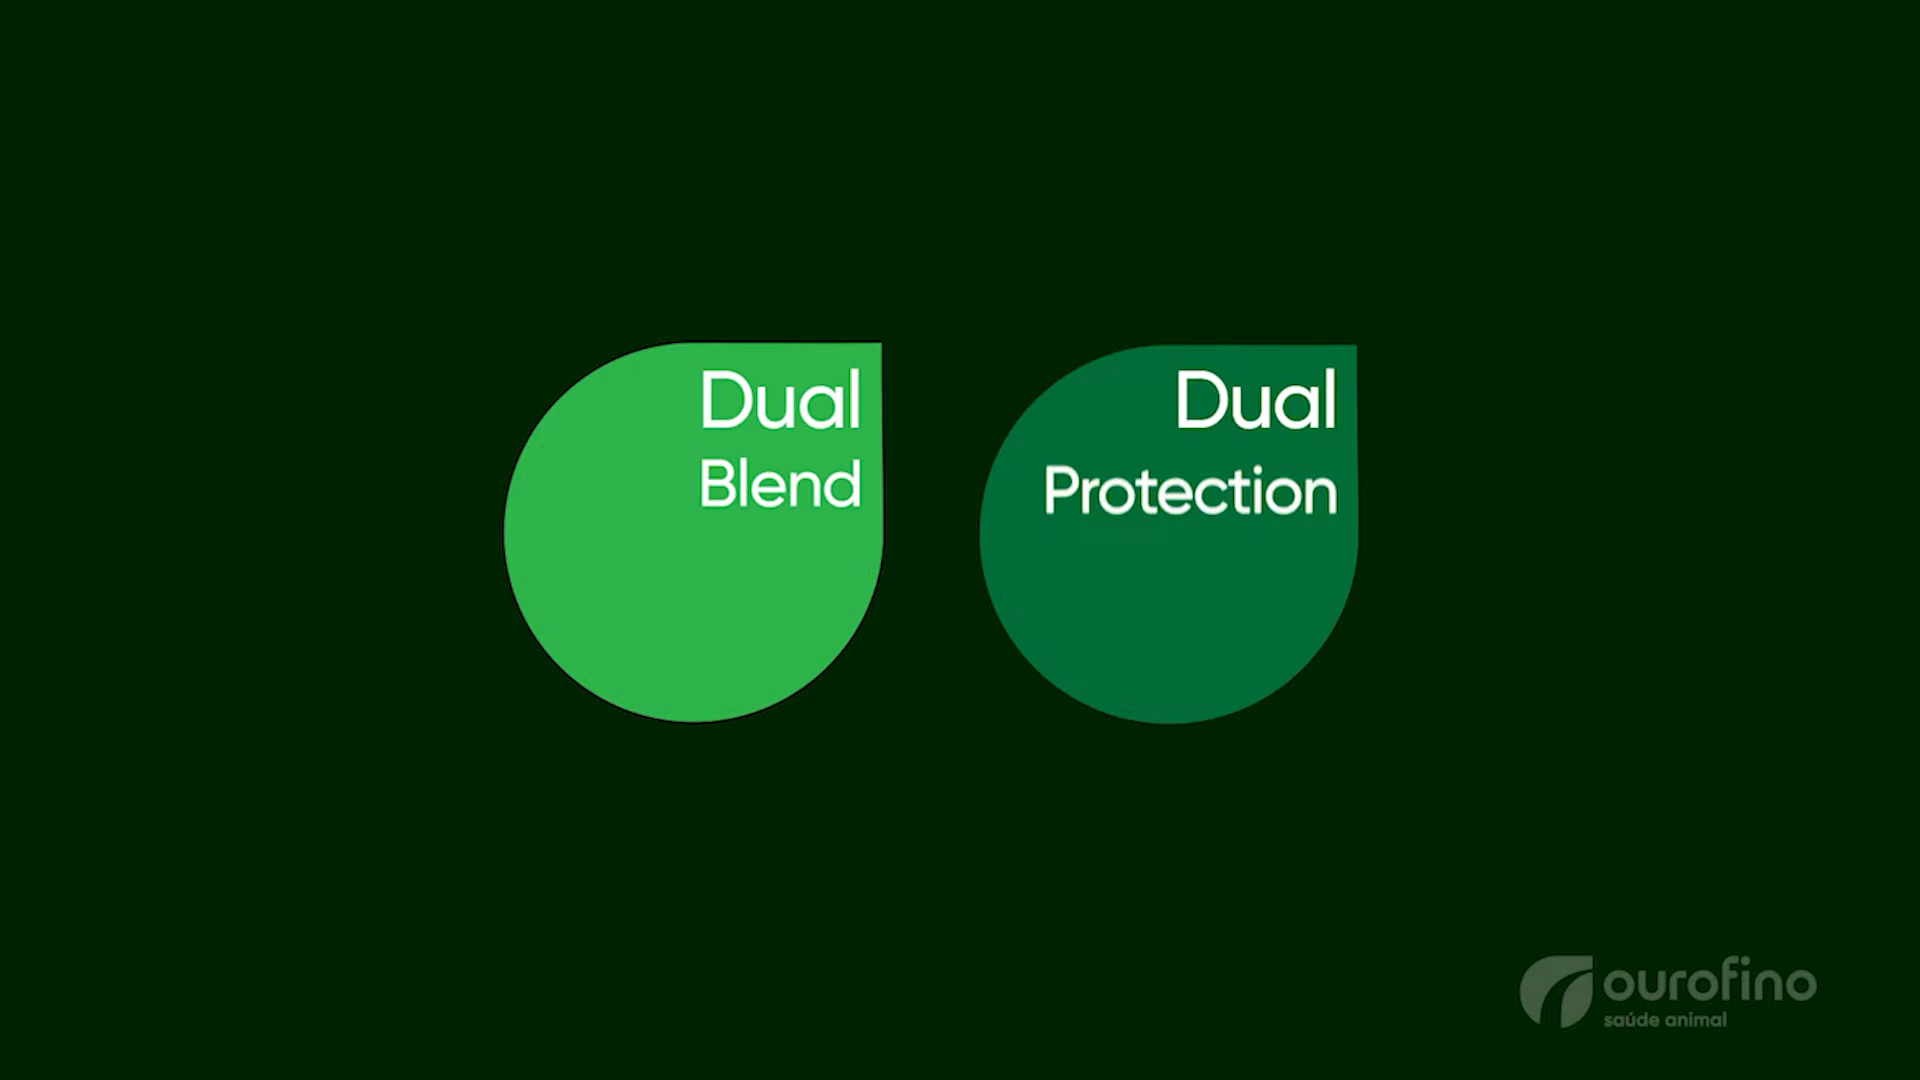 Dual
Blend
Dual
Protection
ourofino
saúde animal